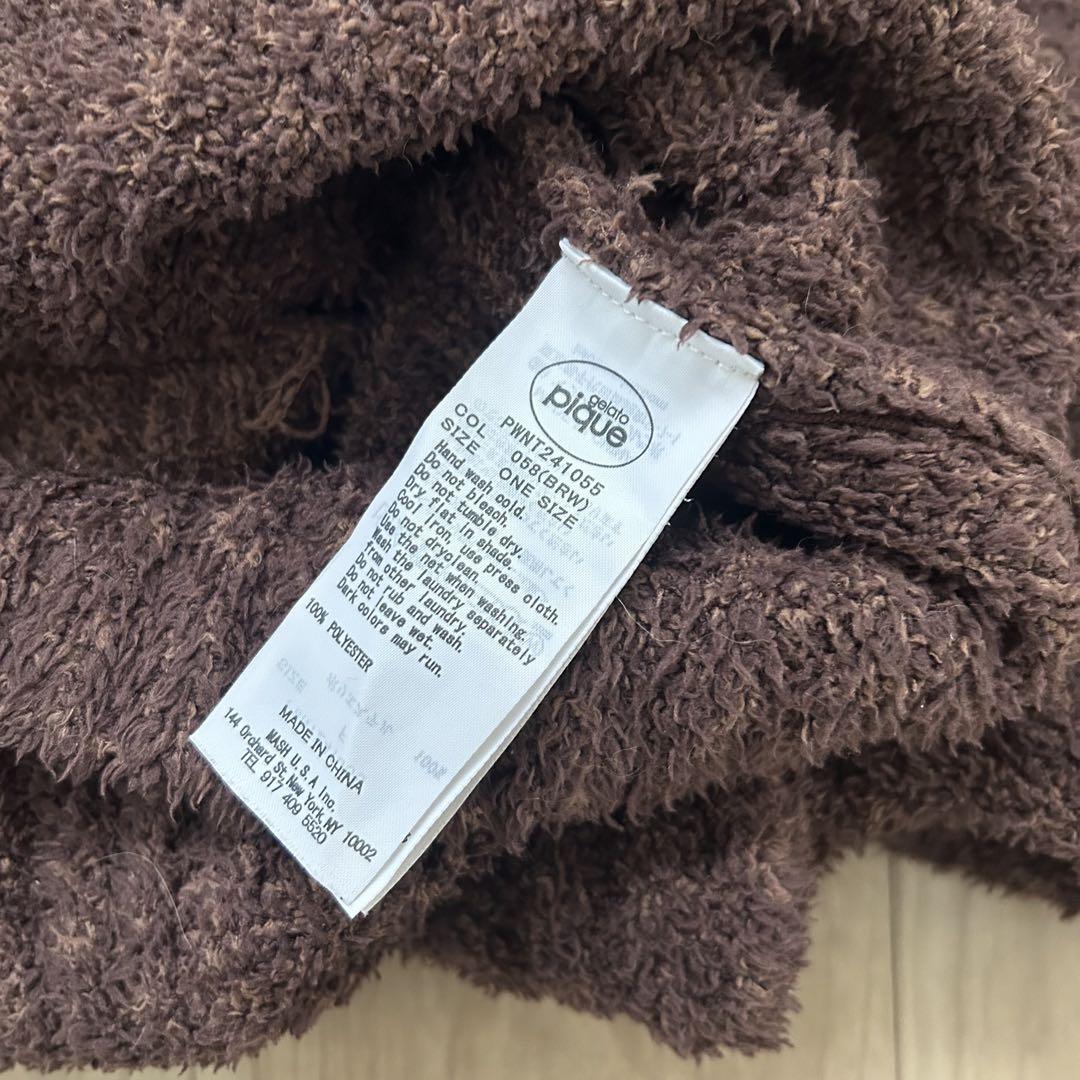 gelato
pique
PWNT241055
COL 058(BRW)
SIZE ONE SIZE
Hand wash cold.
Do not bleach.
Do not tumble dry.
Dry flat in shade.
Cool Iron, use press cloth.
Do not dryclean.
Use the net when washing.
Wash the laundry separately
from other laundry.
Do not rub and wash.
Do not leave wet.
Dark colors may run.
100% POLYESTER
MADE IN CHINA
MASH U.S.A Inc.
144 Orchard St, New York, NY 10002
TEL 917 409 5520